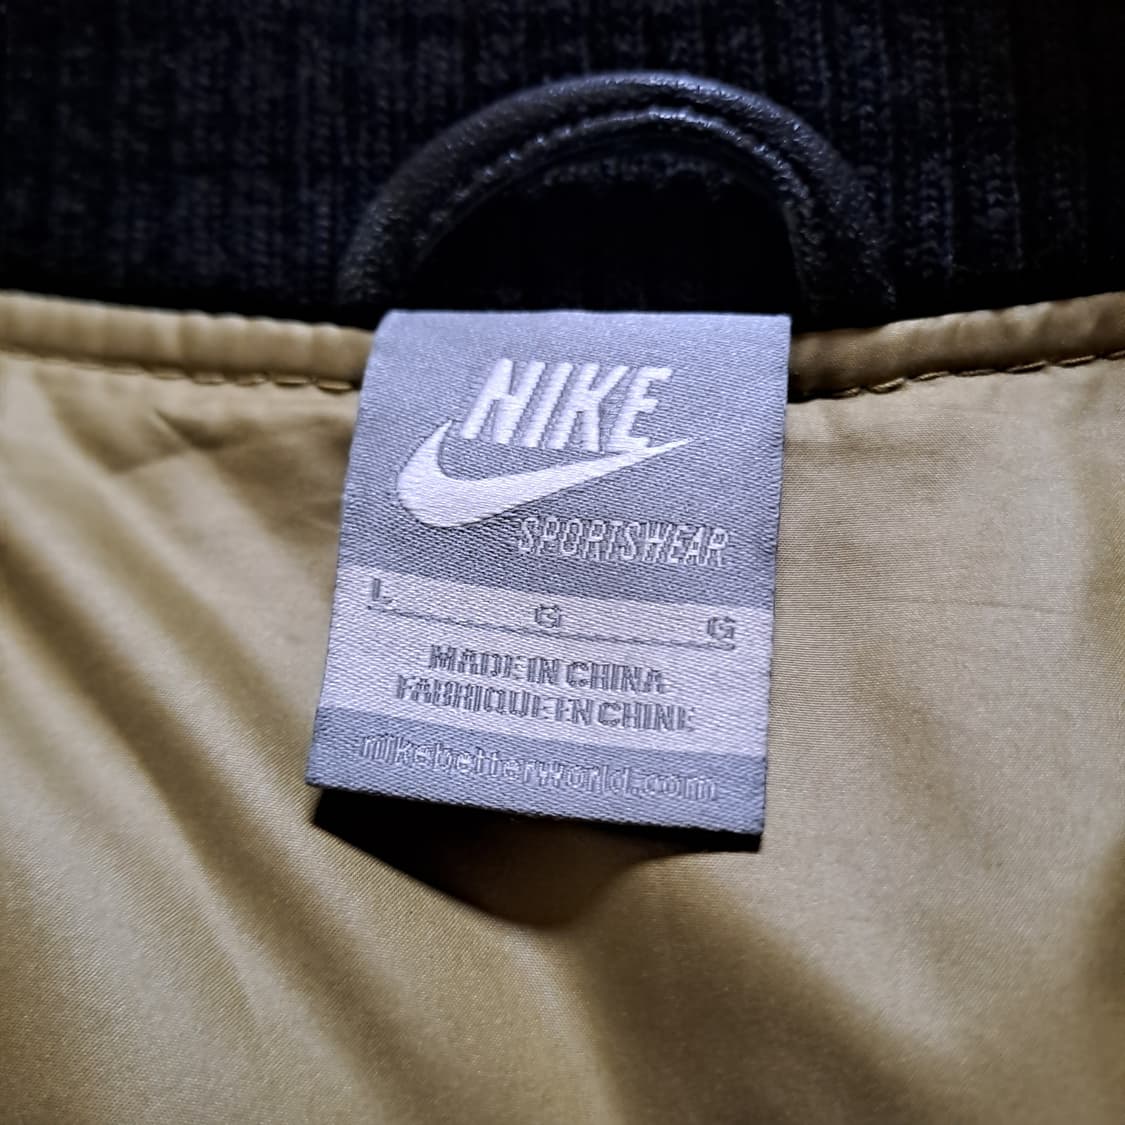 NIKE
SPORTSWEAR
L G G
MADE IN CHINA
FABRIQUE EN CHINE
nikebetterworld.com